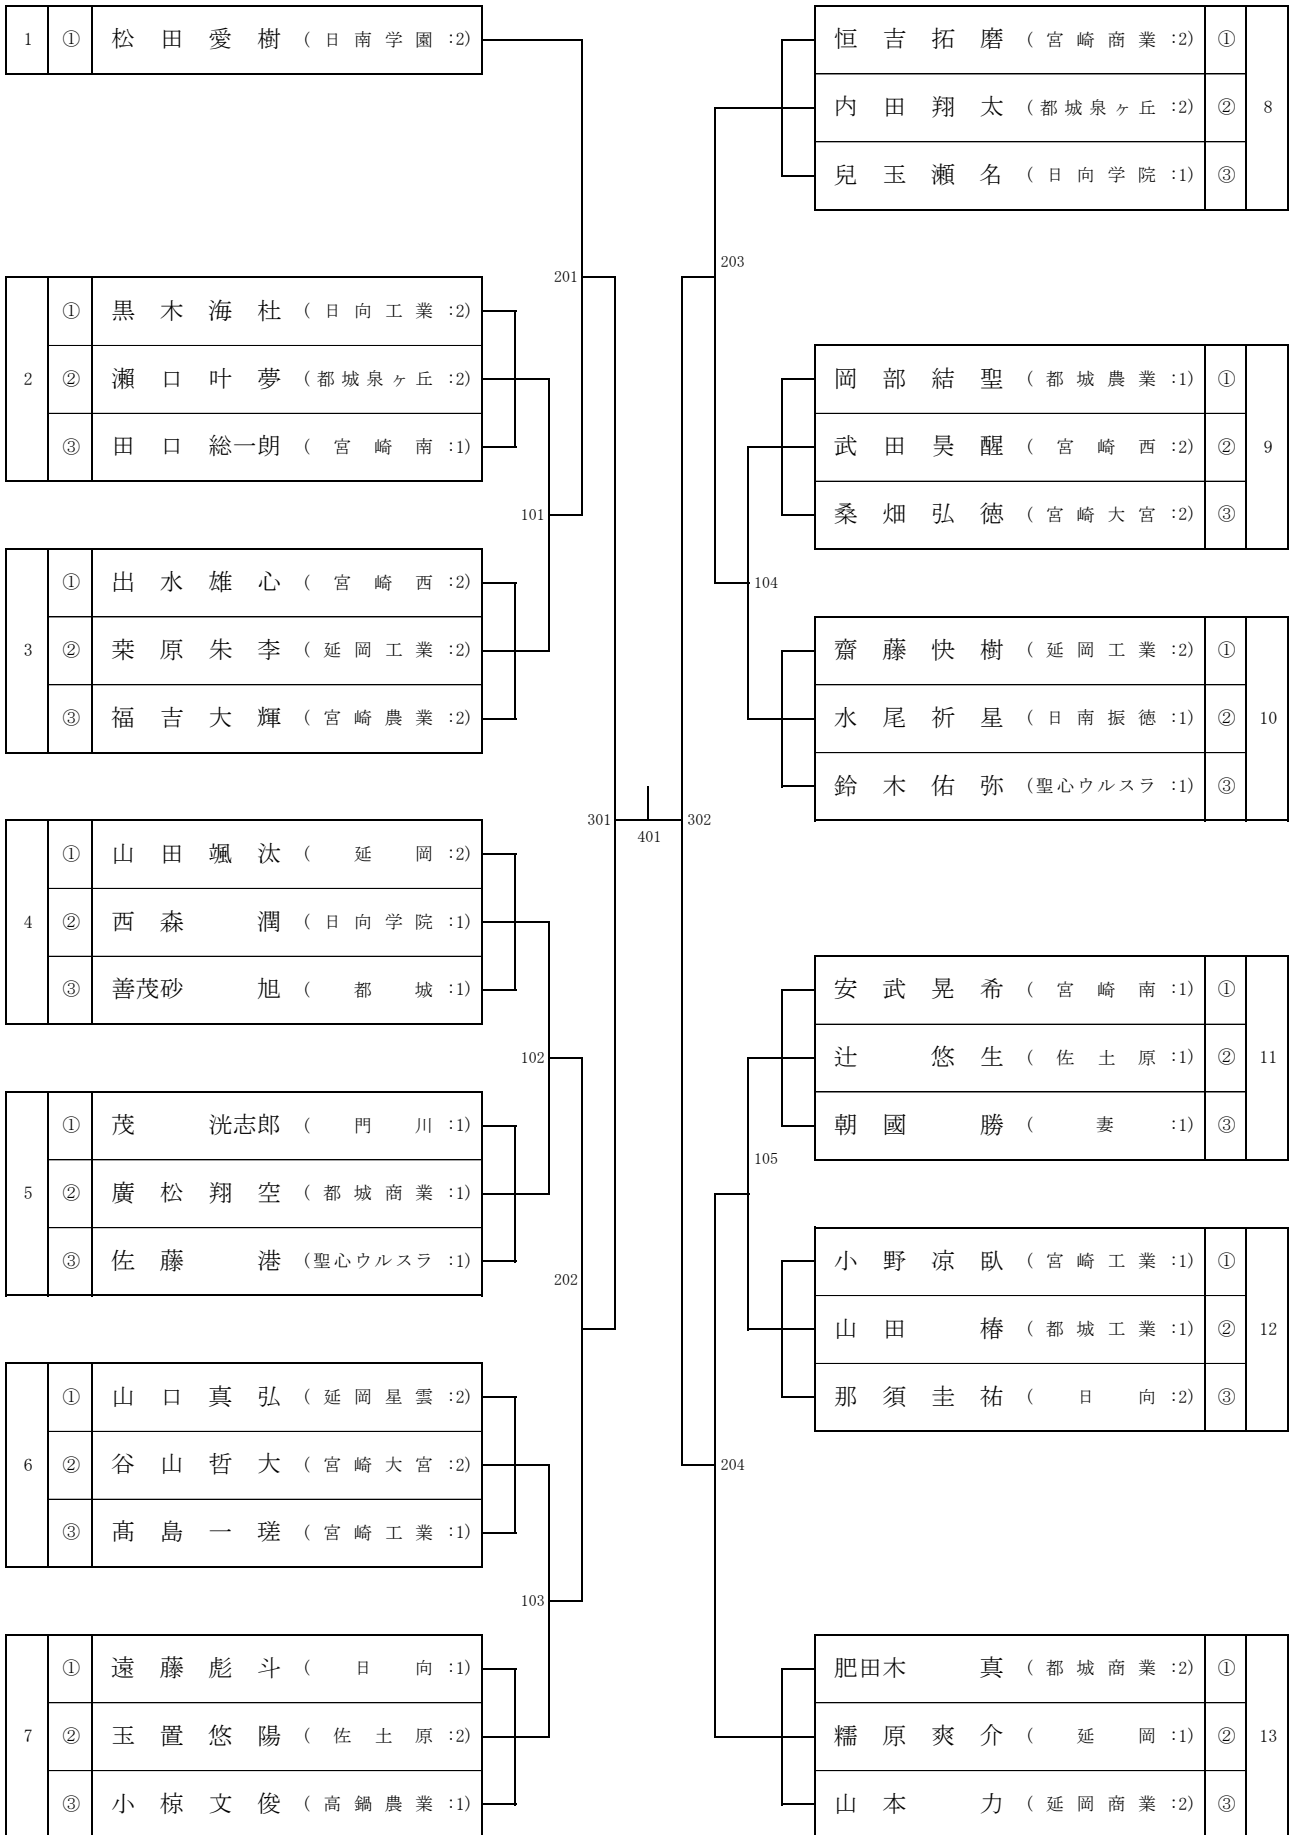 1 ① 松田愛樹 (日南学園:2)
201
2
① 黒木海杜 (日向工業:2)
② 瀬口叶夢 (都城泉ヶ丘:2)
③ 田口総一朗 (宮崎南:1)
101
3
① 出水雄心 (宮崎西:2)
② 桒原朱李 (延岡工業:2)
③ 福吉大輝 (宮崎農業:2)
301
4
① 山田颯汰 (延岡:2)
② 西森潤 (日向学院:1)
③ 善茂砂旭 (都城:1)
102
5
① 茂洸志郎 (門川:1)
② 廣松翔空 (都城商業:1)
③ 佐藤港 (聖心ウルスラ:1)
202
6
① 山口真弘 (延岡星雲:2)
② 谷山哲大 (宮崎大宮:2)
③ 髙島一瑳 (宮崎工業:1)
103
7
① 遠藤彪斗 (日向:1)
② 玉置悠陽 (佐土原:2)
③ 小椋文俊 (高鍋農業:1)
401
恒吉拓磨 (宮崎商業:2) ①
内田翔太 (都城泉ヶ丘:2) ②
兒玉瀬名 (日向学院:1) ③
8
203
岡部結聖 (都城農業:1) ①
武田昊醒 (宮崎西:2) ②
桑畑弘徳 (宮崎大宮:2) ③
9
104
齋藤快樹 (延岡工業:2) ①
水尾祈星 (日南振徳:1) ②
鈴木佑弥 (聖心ウルスラ:1) ③
10
302
安武晃希 (宮崎南:1) ①
辻悠生 (佐土原:1) ②
朝國勝 (妻:1) ③
11
105
小野凉臥 (宮崎工業:1) ①
山田椿 (都城工業:1) ②
那須圭祐 (日向:2) ③
12
204
肥田木真 (都城商業:2) ①
糯原爽介 (延岡:1) ②
山本力 (延岡商業:2) ③
13